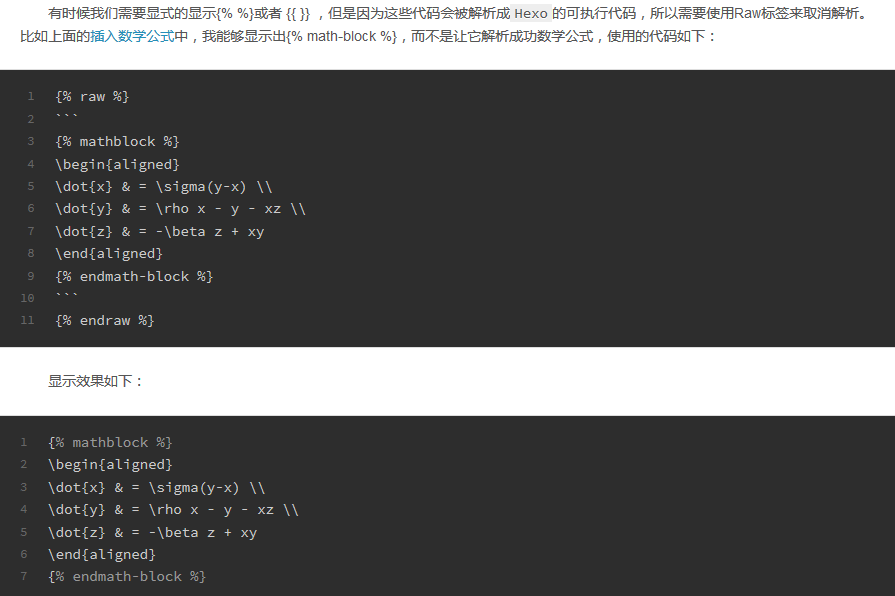 有时候我们需要显式的显示{% %}或者 {{ }} ，但是因为这些代码会被解析成 Hexo 的可执行代码，所以需要使用Raw标签来取消解析。
比如上面的插入数学公式中，我能够显示出{% math-block %}，而不是让它解析成功数学公式，使用的代码如下：
1 {% raw %}
2 ```
3 {% mathblock %}
4 \begin{aligned}
5 \dot{x} & = \sigma(y-x) \\
6 \dot{y} & = \rho x - y - xz \\
7 \dot{z} & = -\beta z + xy
8 \end{aligned}
9 {% endmath-block %}
10 ```
11 {% endraw %}
显示效果如下：
1 {% mathblock %}
2 \begin{aligned}
3 \dot{x} & = \sigma(y-x) \\
4 \dot{y} & = \rho x - y - xz \\
5 \dot{z} & = -\beta z + xy
6 \end{aligned}
7 {% endmath-block %}